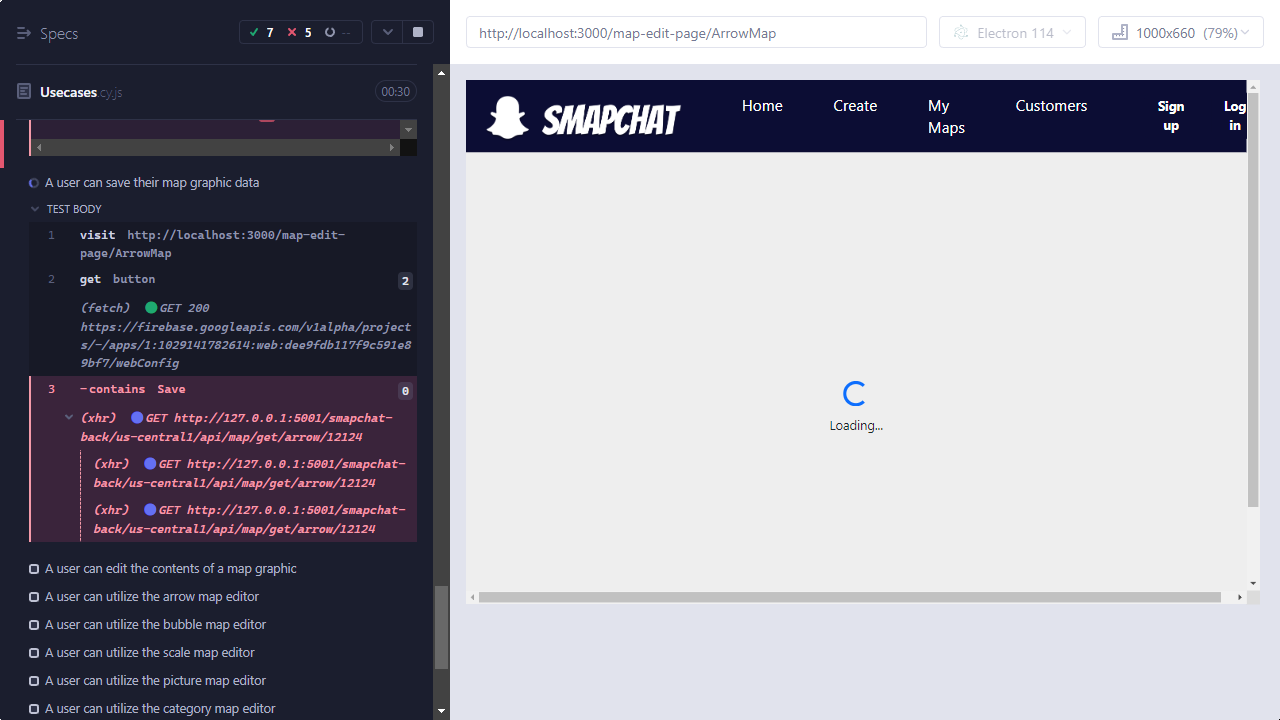 Specs
7
5
--
Usecases.cy.js
00:30
A user can save their map graphic data
TEST BODY
1 visit http://localhost:3000/map-edit-
page/ArrowMap
2 get button 2
(fetch) GET 200
https://firebase.googleapis.com/v1alpha/project
s/-/apps/1:1029141782614:web:dee9fdb117f9c591e8
9bf7/webConfig
3 -contains Save 0
(xhr) GET http://127.0.0.1:5001/smapchat-
back/us-central1/api/map/get/arrow/12124
(xhr) GET http://127.0.0.1:5001/smapchat-
back/us-central1/api/map/get/arrow/12124
(xhr) GET http://127.0.0.1:5001/smapchat-
back/us-central1/api/map/get/arrow/12124
A user can edit the contents of a map graphic
A user can utilize the arrow map editor
A user can utilize the bubble map editor
A user can utilize the scale map editor
A user can utilize the picture map editor
A user can utilize the category map editor
http://localhost:3000/map-edit-page/ArrowMap
Electron 114
1000x660 (79%)
SMAPCHAT
Home
Create
My
Maps
Customers
Sign
up
Log
in
Loading...